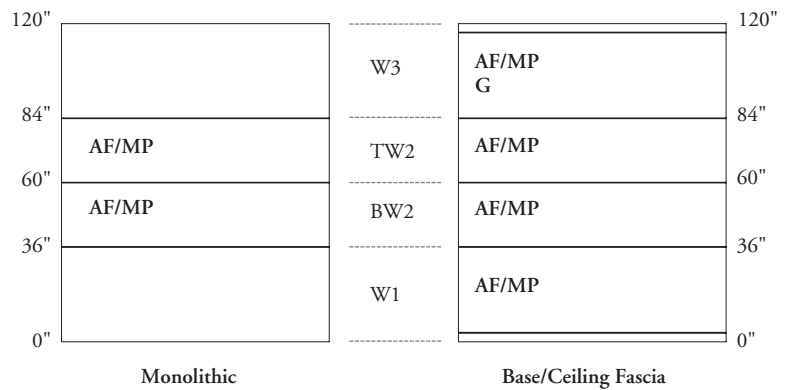 120"
120"
W3
AF/MP
G
84"
84"
AF/MP
TW2
AF/MP
60"
60"
AF/MP
BW2
AF/MP
36"
36"
W1
AF/MP
0"
0"
Monolithic
Base/Ceiling Fascia